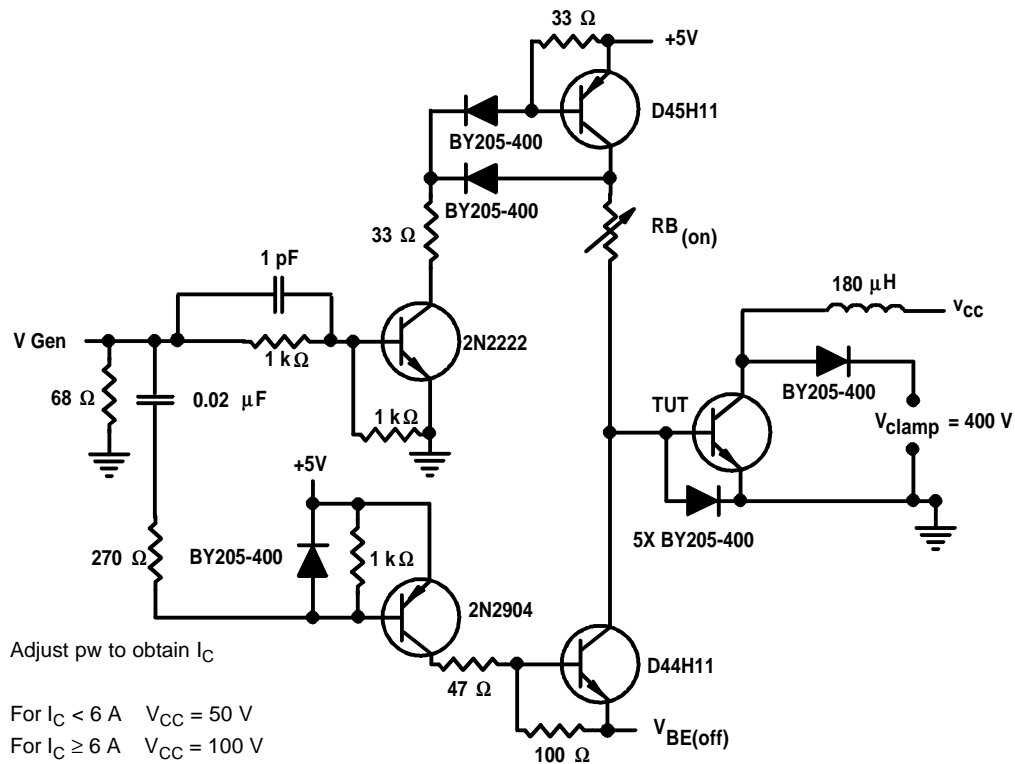 33 Ω
+5V
D45H11
BY205-400
BY205-400
33 Ω
RB(on)
1 pF
180 μH
vCC
V Gen
2N2222
1 kΩ
BY205-400
68 Ω
0.02 μF
TUT
Vclamp = 400 V
1 kΩ
+5V
5X BY205-400
270 Ω
BY205-400
1 kΩ
2N2904
D44H11
47 Ω
VBE(off)
100 Ω
Adjust pw to obtain IC
For IC < 6 A VCC = 50 V
For IC ≥ 6 A VCC = 100 V